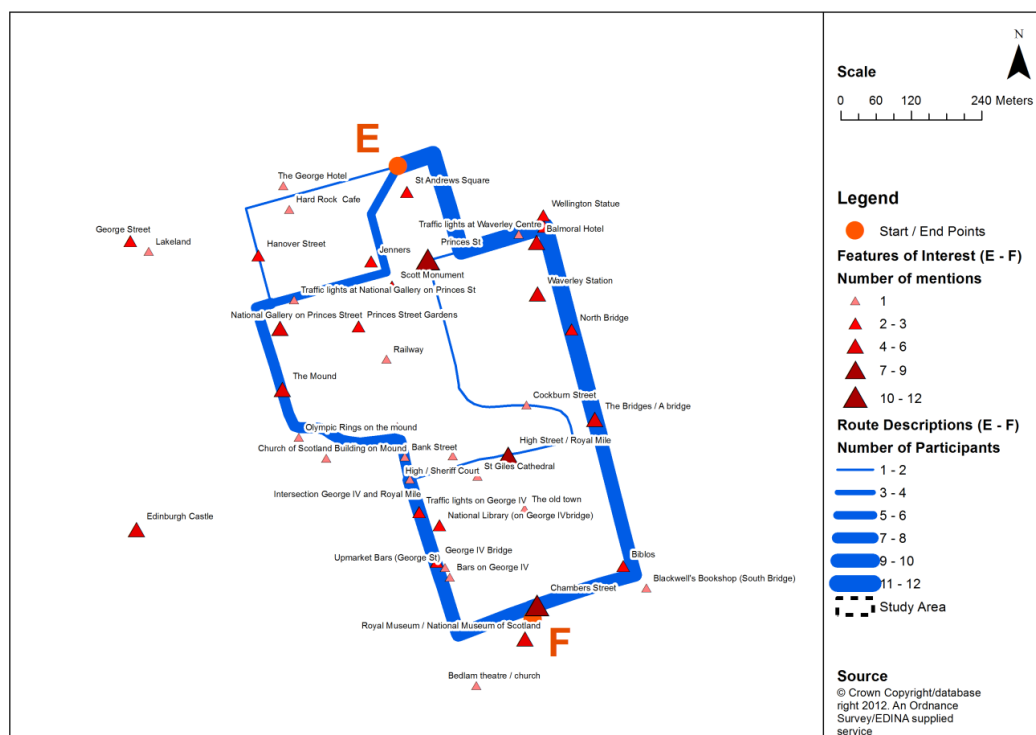 E
The George Hotel
St Andrews Square
Hard Rock  Cafe
Wellington Statue
George Street
Traffic lights at Waverley Centre
Balmoral Hotel
Lakeland
Hanover Street
Princes St
Jenners
Scott Monument
Waverley Station
Traffic lights at National Gallery on Princes St
National Gallery on Princes Street
Princes Street Gardens
North Bridge
Railway
The Mound
Cockburn Street
The Bridges / A bridge
Olympic Rings on the mound
High Street / Royal Mile
Church of Scotland Building on Mound
Bank Street
High / Sheriff Court
St Giles Cathedral
Intersection George IV and Royal Mile
Traffic lights on George IV
The old town
Edinburgh Castle
National Library (on George IVbridge)
George IV Bridge
Upmarket Bars (George St)
Biblos
Bars on George IV
Blackwell's Bookshop (South Bridge)
Chambers Street
Royal Museum / National Museum of Scotland
F
Bedlam theatre / church
N
Scale
0 60 120 240 Meters
Legend
Start / End Points
Features of Interest (E - F)
Number of mentions
1
2 - 3
4 - 6
7 - 9
10 - 12
Route Descriptions (E - F)
Number of Participants
1 - 2
3 - 4
5 - 6
7 - 8
9 - 10
11 - 12
Study Area
Source
© Crown Copyright/database
right 2012. An Ordnance
Survey/EDINA supplied
service